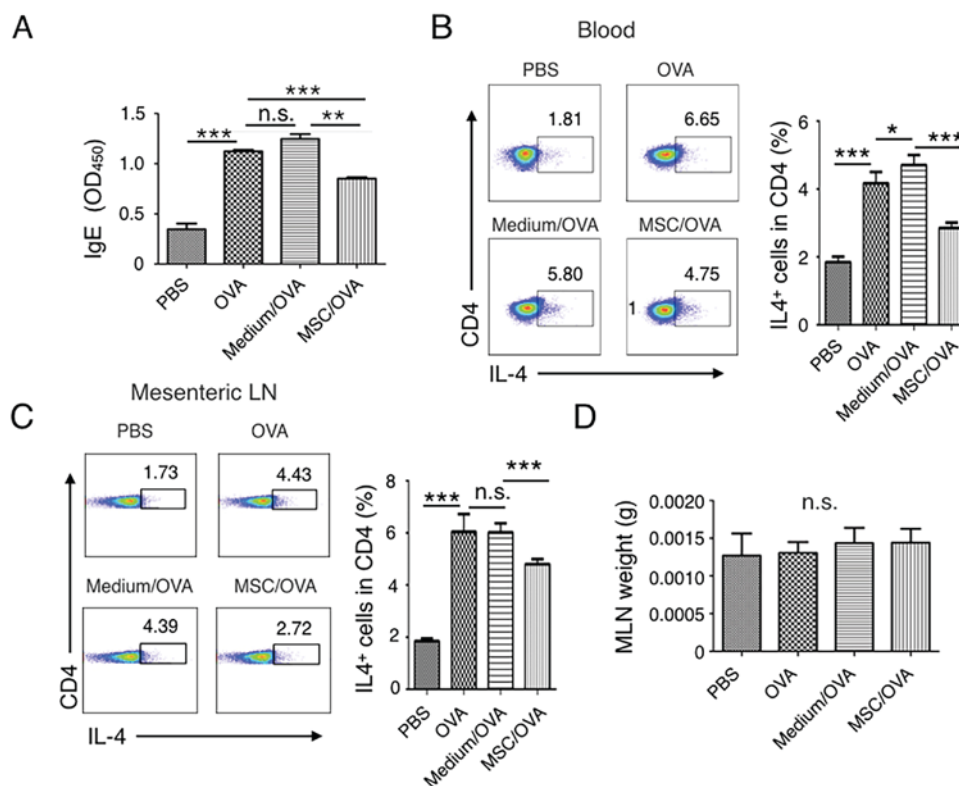 A
***
n.s.
***
**
IgE (OD450)
1.5
1.0
0.5
0.0
PBS
OVA
Medium/OVA
MSC/OVA
B
Blood
PBS
OVA
1.81
6.65
Medium/OVA
MSC/OVA
5.80
4.75
1
CD4
IL-4
***
*
***
IL4+ cells in CD4 (%)
6
4
2
0
PBS
OVA
Medium/OVA
MSC/OVA
C
Mesenteric LN
PBS
OVA
1.73
4.43
Medium/OVA
MSC/OVA
4.39
2.72
CD4
IL-4
***
n.s.
***
IL4+ cells in CD4 (%)
8
6
4
2
0
PBS
OVA
Medium/OVA
MSC/OVA
D
n.s.
MLN weight (g)
0.0020
0.0015
0.0010
0.0005
0
PBS
OVA
Medium/OVA
MSC/OVA